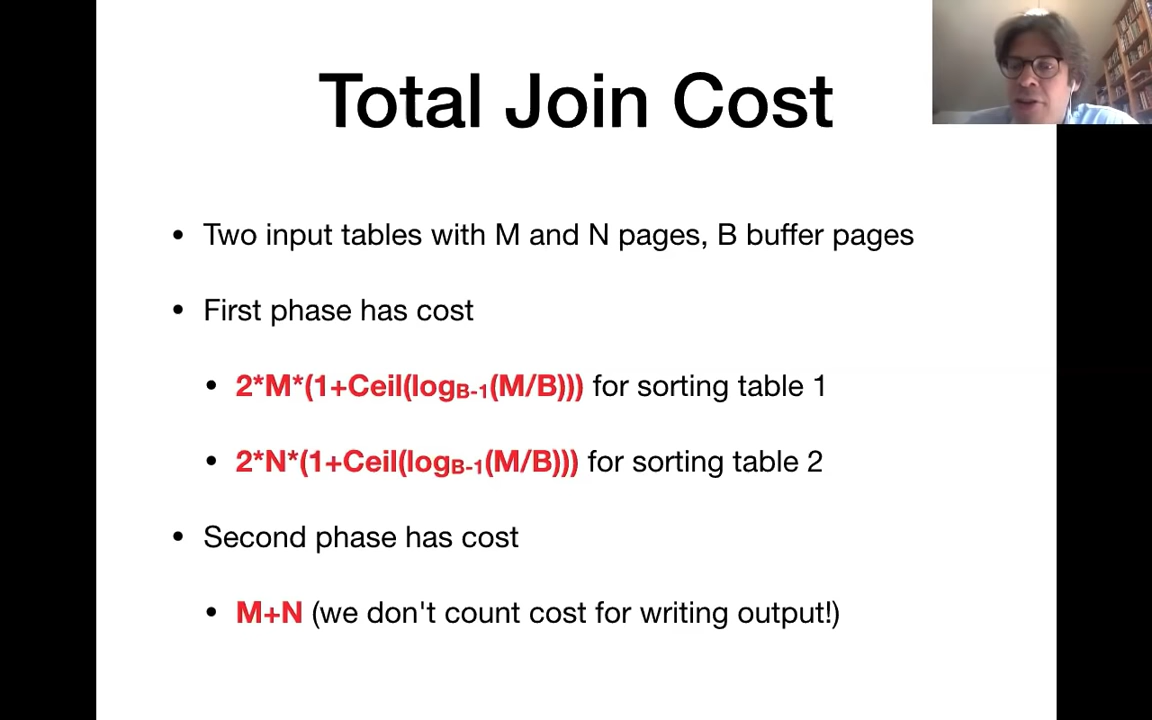 Total Join Cost
• Two input tables with M and N pages, B buffer pages
• First phase has cost
• 2*M*(1+Ceil(logB-1(M/B))) for sorting table 1
• 2*N*(1+Ceil(logB-1(M/B))) for sorting table 2
• Second phase has cost
• M+N (we don't count cost for writing output!)